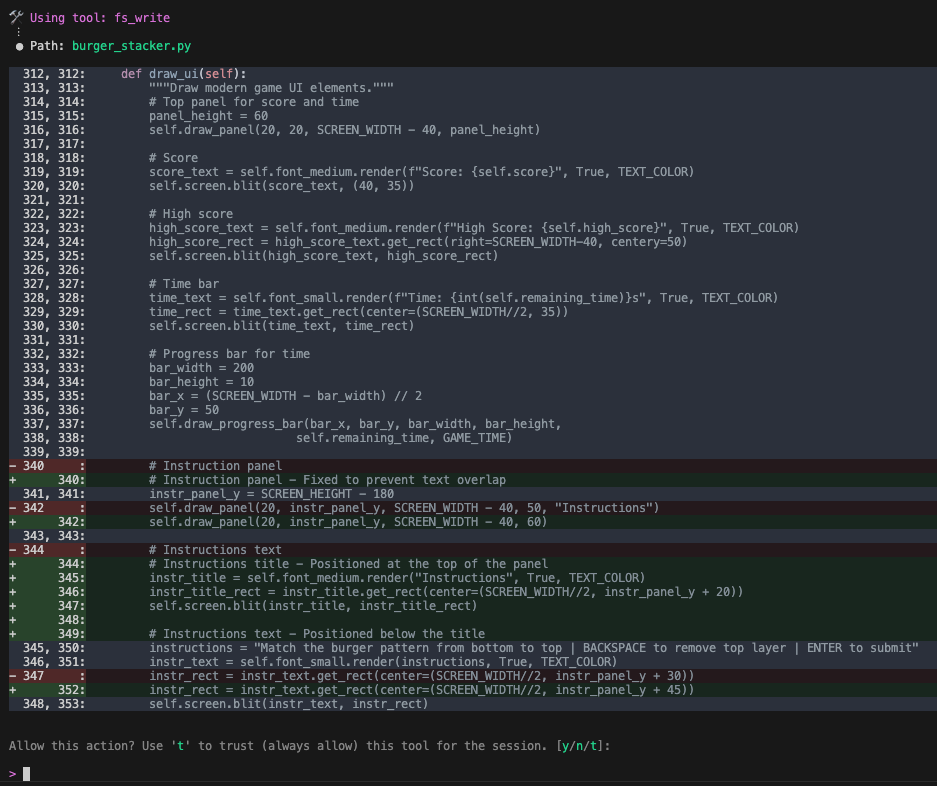 🛠️ Using tool: fs_write
⋮
● Path: burger_stacker.py
312, 312:     def draw_ui(self):
313, 313:         """Draw modern game UI elements."""
314, 314:         # Top panel for score and time
315, 315:         panel_height = 60
316, 316:         self.draw_panel(20, 20, SCREEN_WIDTH - 40, panel_height)
317, 317:
318, 318:         # Score
319, 319:         score_text = self.font_medium.render(f"Score: {self.score}", True, TEXT_COLOR)
320, 320:         self.screen.blit(score_text, (40, 35))
321, 321:
322, 322:         # High score
323, 323:         high_score_text = self.font_medium.render(f"High Score: {self.high_score}", True, TEXT_COLOR)
324, 324:         high_score_rect = high_score_text.get_rect(right=SCREEN_WIDTH-40, centery=50)
325, 325:         self.screen.blit(high_score_text, high_score_rect)
326, 326:
327, 327:         # Time bar
328, 328:         time_text = self.font_small.render(f"Time: {int(self.remaining_time)}s", True, TEXT_COLOR)
329, 329:         time_rect = time_text.get_rect(center=(SCREEN_WIDTH//2, 35))
330, 330:         self.screen.blit(time_text, time_rect)
331, 331:
332, 332:         # Progress bar for time
333, 333:         bar_width = 200
334, 334:         bar_height = 10
335, 335:         bar_x = (SCREEN_WIDTH - bar_width) // 2
336, 336:         bar_y = 50
337, 337:         self.draw_progress_bar(bar_x, bar_y, bar_width, bar_height,
338, 338:                              self.remaining_time, GAME_TIME)
339, 339:
- 340     :         # Instruction panel
+      340:         # Instruction panel - Fixed to prevent text overlap
341, 341:         instr_panel_y = SCREEN_HEIGHT - 180
- 342     :         self.draw_panel(20, instr_panel_y, SCREEN_WIDTH - 40, 50, "Instructions")
+      342:         self.draw_panel(20, instr_panel_y, SCREEN_WIDTH - 40, 60)
343, 343:
- 344     :         # Instructions text
+      344:         # Instructions title - Positioned at the top of the panel
+      345:         instr_title = self.font_medium.render("Instructions", True, TEXT_COLOR)
+      346:         instr_title_rect = instr_title.get_rect(center=(SCREEN_WIDTH//2, instr_panel_y + 20))
+      347:         self.screen.blit(instr_title, instr_title_rect)
+      348:
+      349:         # Instructions text - Positioned below the title
345, 350:         instructions = "Match the burger pattern from bottom to top | BACKSPACE to remove top layer | ENTER to submit"
346, 351:         instr_text = self.font_small.render(instructions, True, TEXT_COLOR)
- 347     :         instr_rect = instr_text.get_rect(center=(SCREEN_WIDTH//2, instr_panel_y + 30))
+      352:         instr_rect = instr_text.get_rect(center=(SCREEN_WIDTH//2, instr_panel_y + 45))
348, 353:         self.screen.blit(instr_text, instr_rect)
Allow this action? Use 't' to trust (always allow) this tool for the session. [y/n/t]:
>